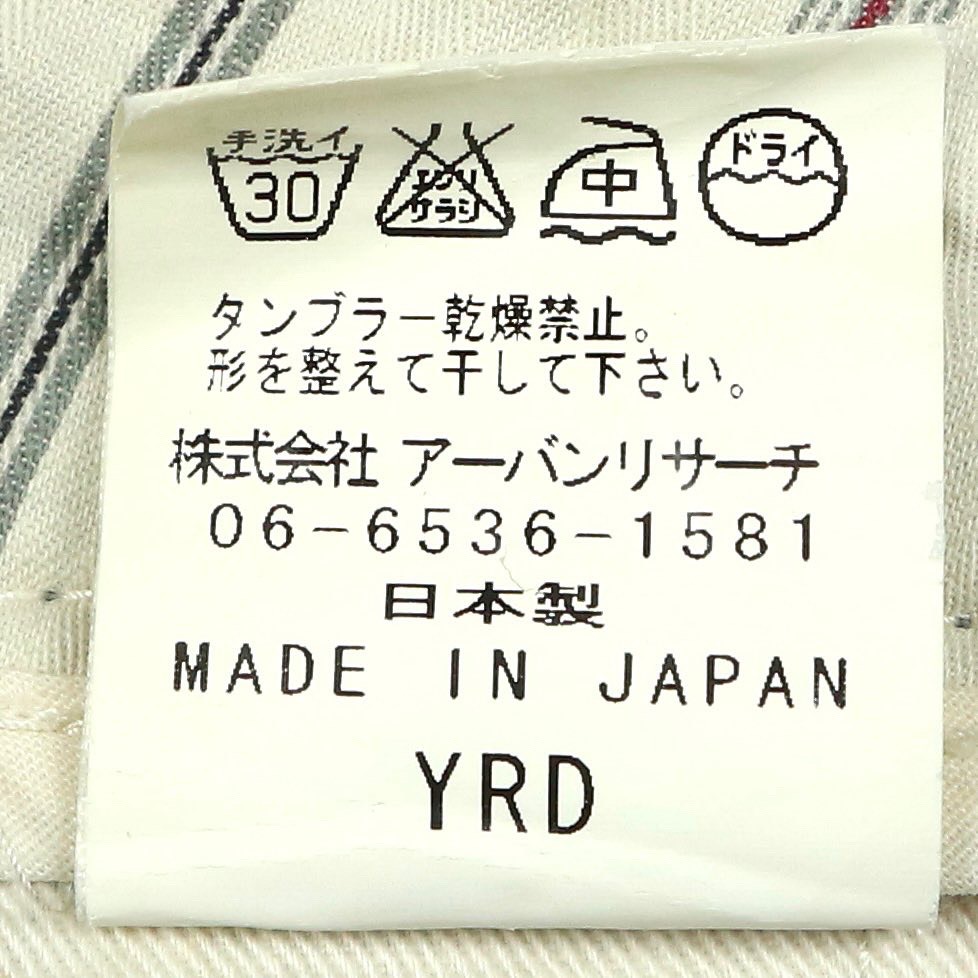 手洗イ 30 エンソサラシ 中 ドライ
タンブラー乾燥禁止。
形を整えて干して下さい。
株式会社 アーバンリサーチ
06-6536-1581
日本製
MADE IN JAPAN
YRD